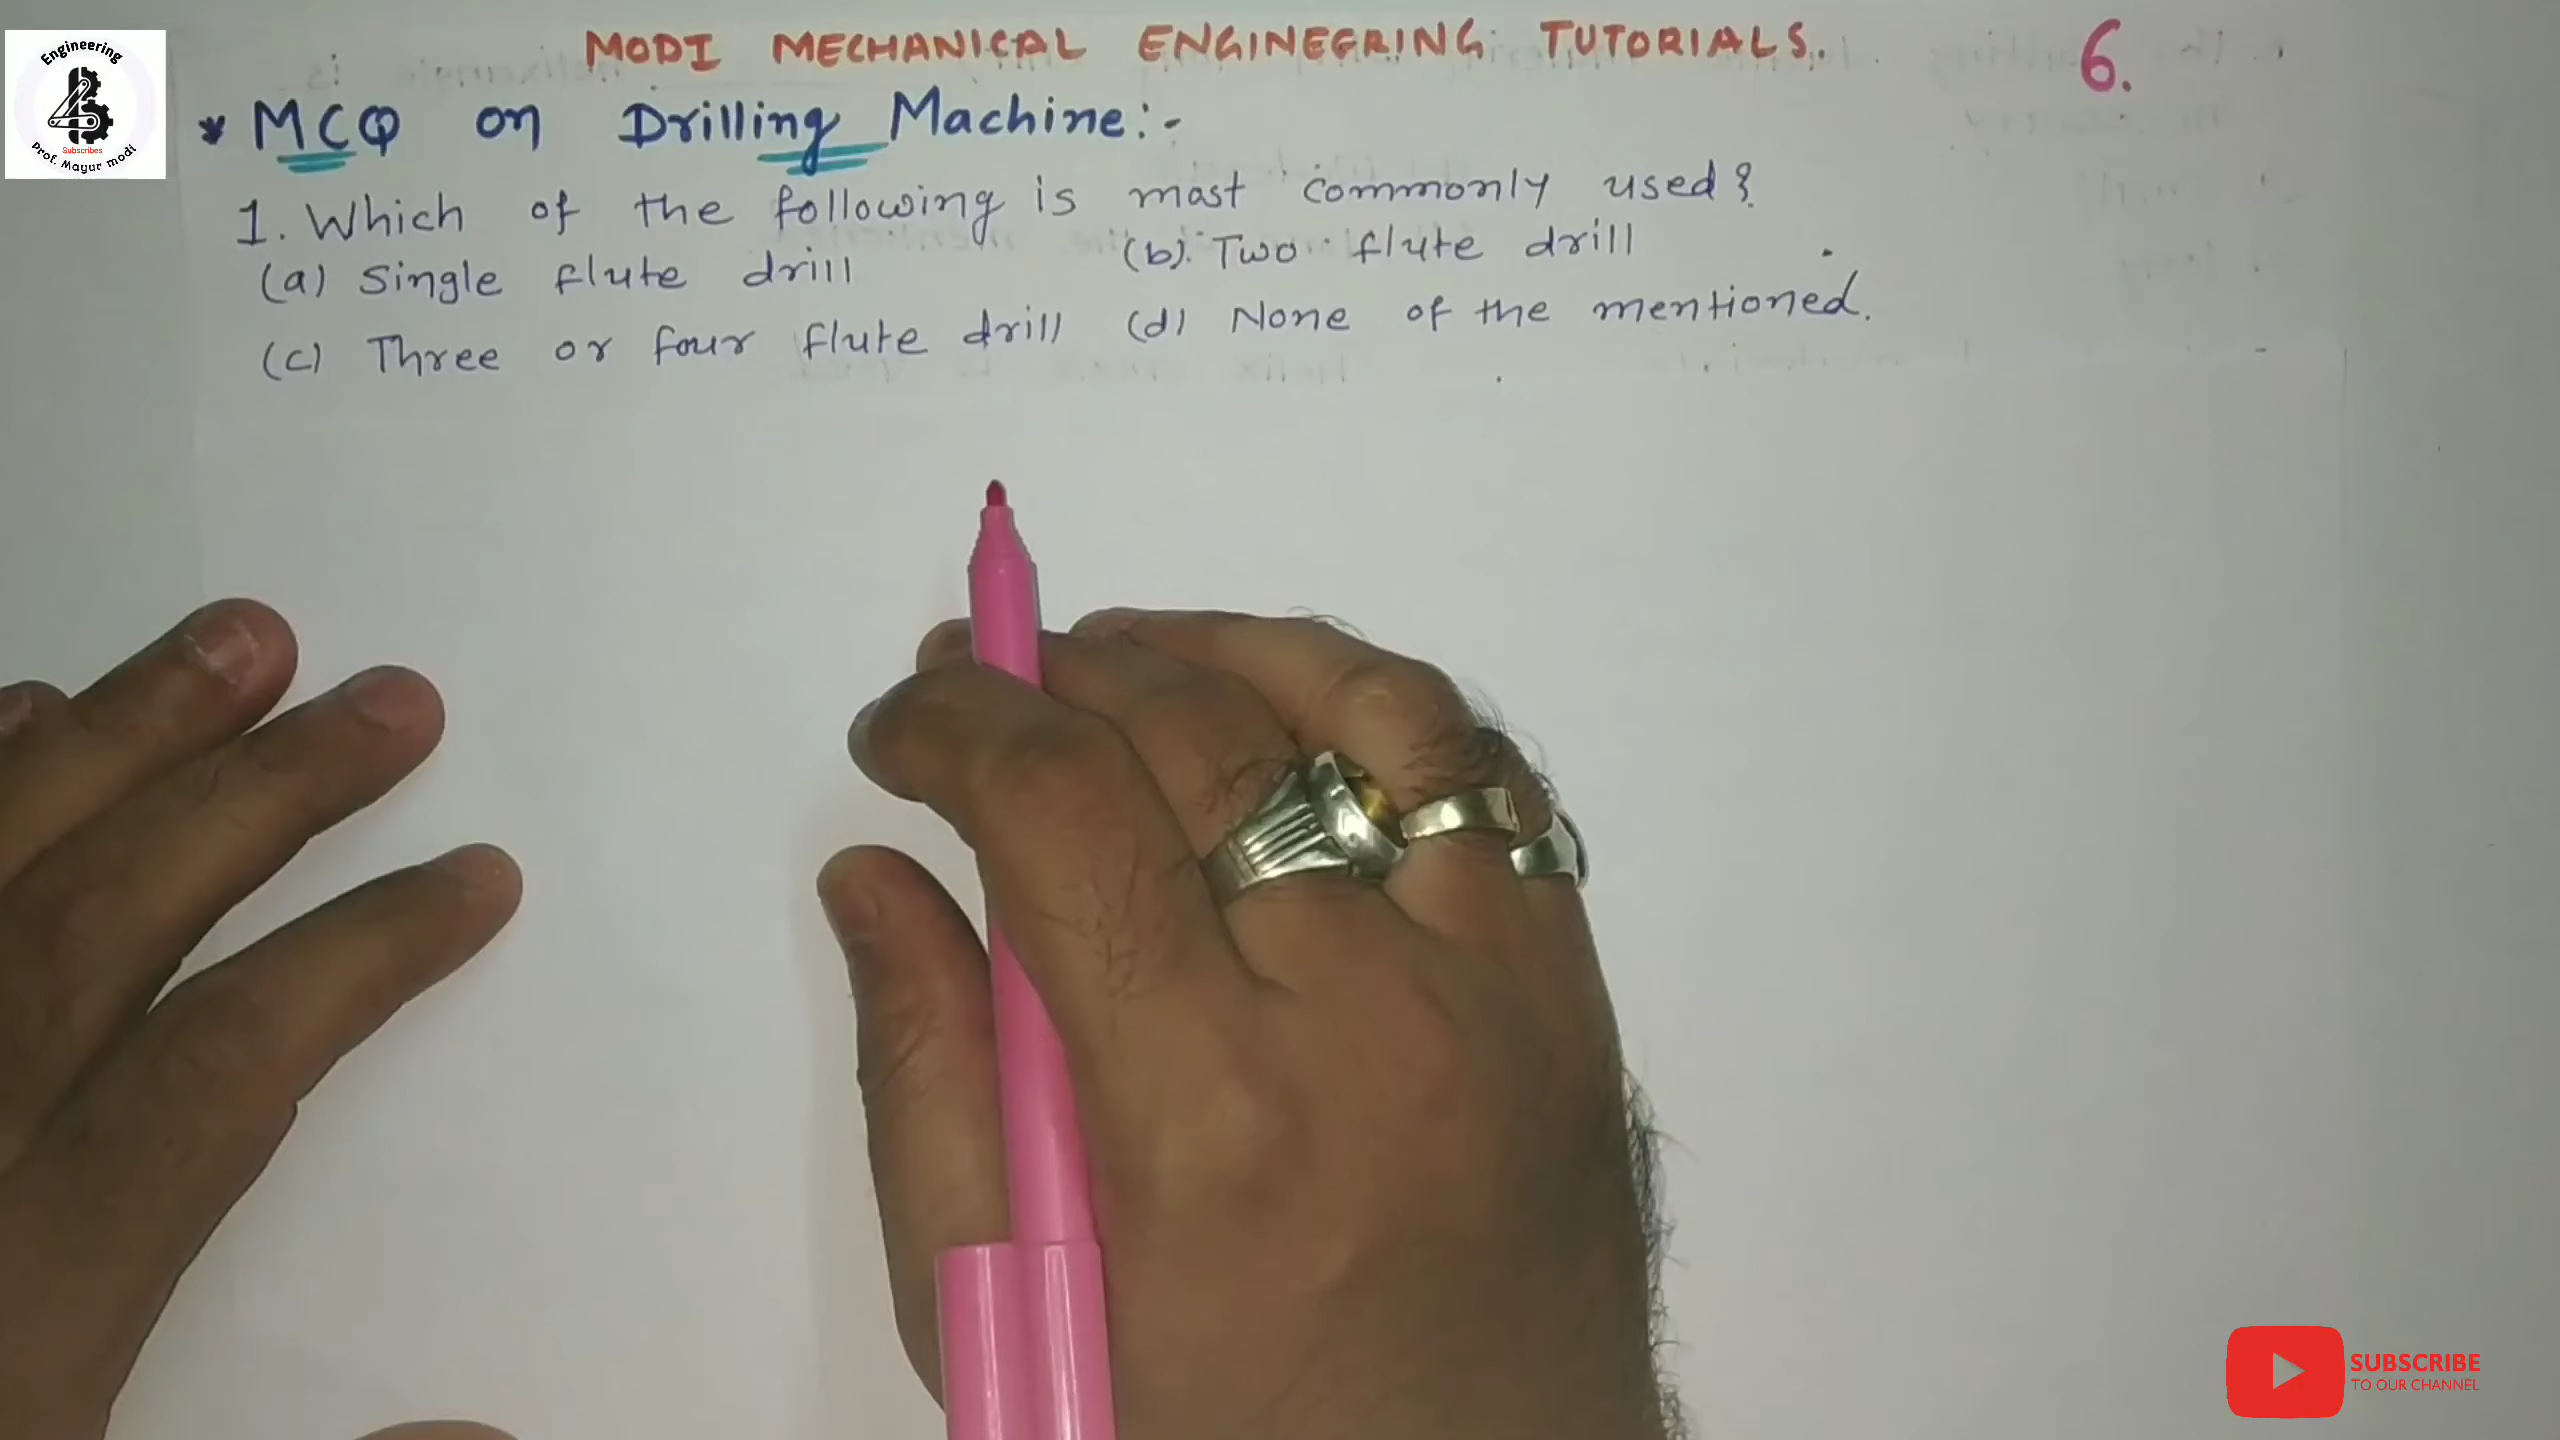 MODI MECHANICAL ENGINEERING TUTORIALS. 6.
Engineering
Subscribes
Prof. Mayur modi
* MCQ on Drilling Machine:-
1. Which of the following is most commonly used?
(a) Single flute drill (b). Two flute drill
(c) Three or four flute drill (d) None of the mentioned.
SUBSCRIBE
TO OUR CHANNEL